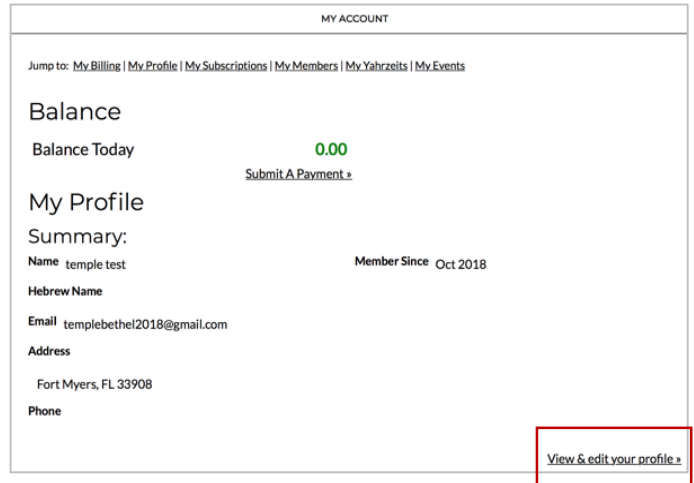 MY ACCOUNT
Jump to: My Billing | My Profile | My Subscriptions | My Members | My Yahrzeits | My Events
Balance
Balance Today 0.00
Submit A Payment »
My Profile
Summary:
Name temple test Member Since Oct 2018
Hebrew Name
Email templebethel2018@gmail.com
Address
Fort Myers, FL 33908
Phone
View & edit your profile »